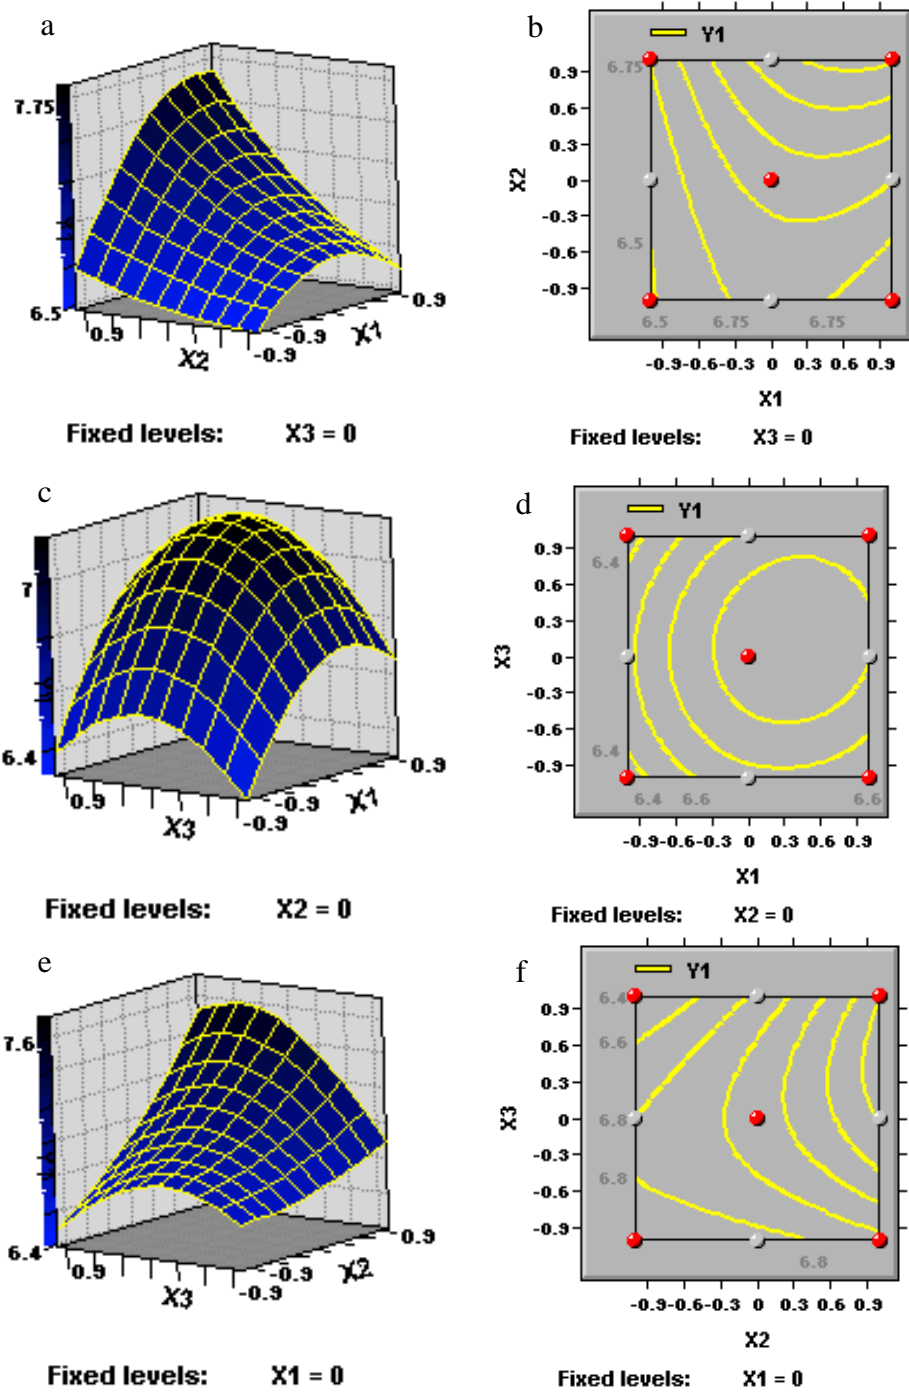 a
7.75
6.5
0.9
X2
-0.9
-0.9
X1
0.9
Fixed levels: X3 = 0
b
Y1
6.75
0.9
0.6
0.3
0
-0.3
-0.6
-0.9
X2
6.5
6.5 6.75 6.75
-0.9 -0.6 -0.3 0 0.3 0.6 0.9
X1
Fixed levels: X3 = 0
c
7
6.4
0.9
X3
-0.9
-0.9
X1
0.9
Fixed levels: X2 = 0
d
Y1
0.9
0.6
0.3
0
-0.3
-0.6
-0.9
X3
6.4
6.4
6.4 6.6 6.6
-0.9 -0.6 -0.3 0 0.3 0.6 0.9
X1
Fixed levels: X2 = 0
e
7.6
6.4
0.9
X3
-0.9
-0.9
X2
0.9
Fixed levels: X1 = 0
f
Y1
0.9
0.6
0.3
0
-0.3
-0.6
-0.9
X3
6.4
6.6
6.8
6.8
6.8
-0.9 -0.6 -0.3 0 0.3 0.6 0.9
X2
Fixed levels: X1 = 0